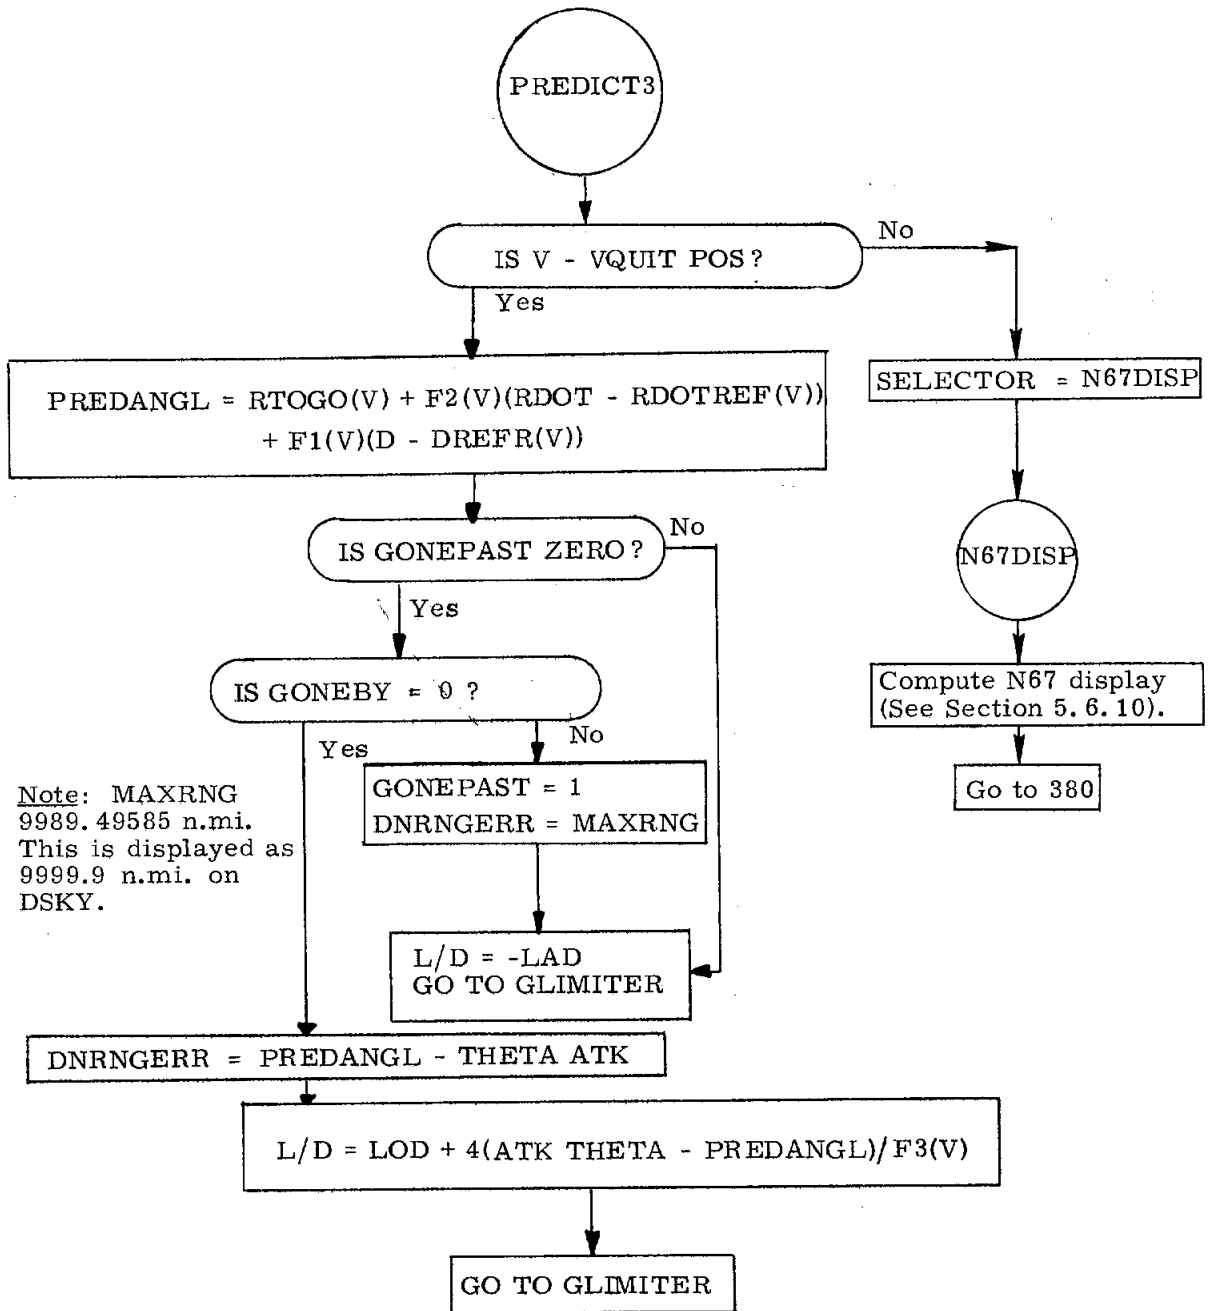 PREDICT3
IS V - VQUIT POS?
No
Yes
PREDANGL = RTOGO(V) + F2(V)(RDOT - RDOTREF(V))
+ F1(V)(D - DREFR(V))
SELECTOR = N67DISP
IS GONEPAST ZERO?
No
Yes
N67DISP
IS GONEBY = 0 ?
Yes
No
Compute N67 display
(See Section 5.6.10).
GONEPAST = 1
DNRNGERR = MAXRNG
Go to 380
Note: MAXRNG
9989.49585 n.mi.
This is displayed as
9999.9 n.mi. on
DSKY.
L/D = -LAD
GO TO GLIMITER
DNRNGERR = PREDANGL - THETA ATK
L/D = LOD + 4(ATK THETA - PREDANGL)/F3(V)
GO TO GLIMITER